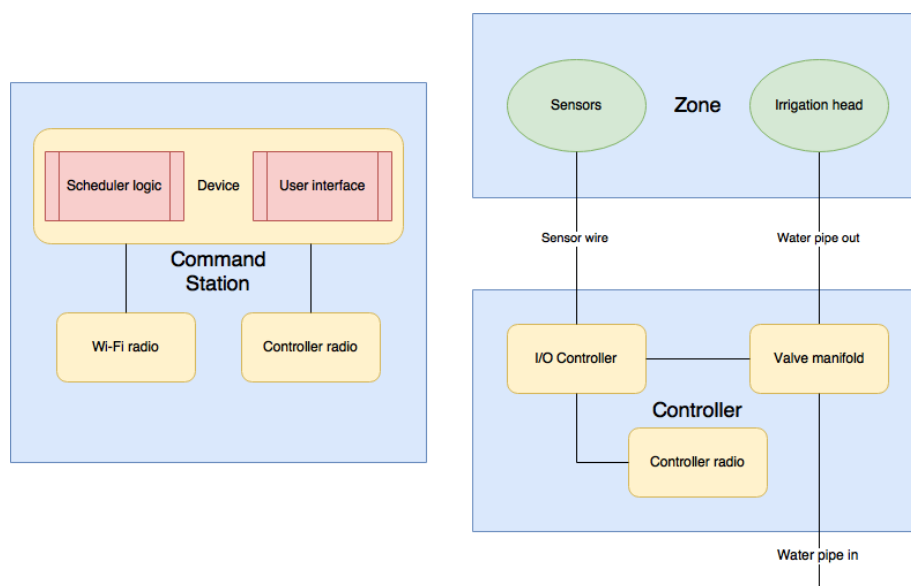 Scheduler logic
Device
User interface
Command
Station
Wi-Fi radio
Controller radio
Sensors
Zone
Irrigation head
Sensor wire
Water pipe out
I/O Controller
Valve manifold
Controller
Controller radio
Water pipe in